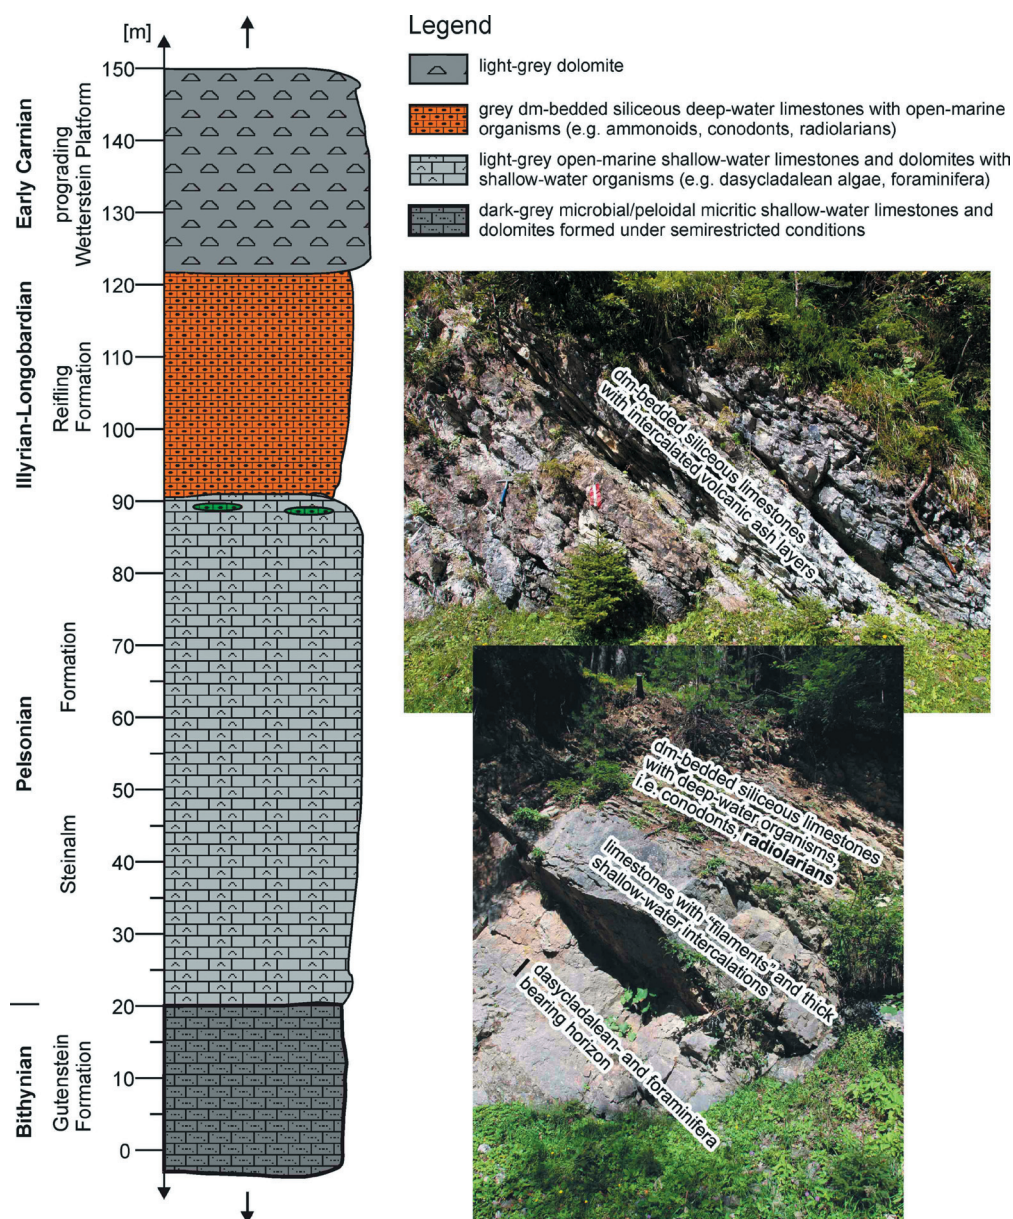 Legend
light-grey dolomite
grey dm-bedded siliceous deep-water limestones with open-marine
organisms (e.g. ammonoids, conodonts, radiolarians)
light-grey open-marine shallow-water limestones and dolomites with
shallow-water organisms (e.g. dasycladalean algae, foraminifera)
dark-grey microbial/peloidal micritic shallow-water limestones and
dolomites formed under semirestricted conditions
[m]
150
140
130
120
110
100
90
80
70
60
50
40
30
20
10
0
Early Carnian
prograding
Wetterstein Platform
Illyrian-Longobardian
Reifling
Formation
Pelsonian
Steinalm Formation
Bithynian
Gutenstein
Formation
dm-bedded siliceous limestones
with intercalated volcanic ash layers
dm-bedded siliceous limestones
with deep-water organisms,
i.e. conodonts, radiolarians
limestones with "filaments" and thick
shallow-water intercalations
dasycladalean- and foraminifera
bearing horizon